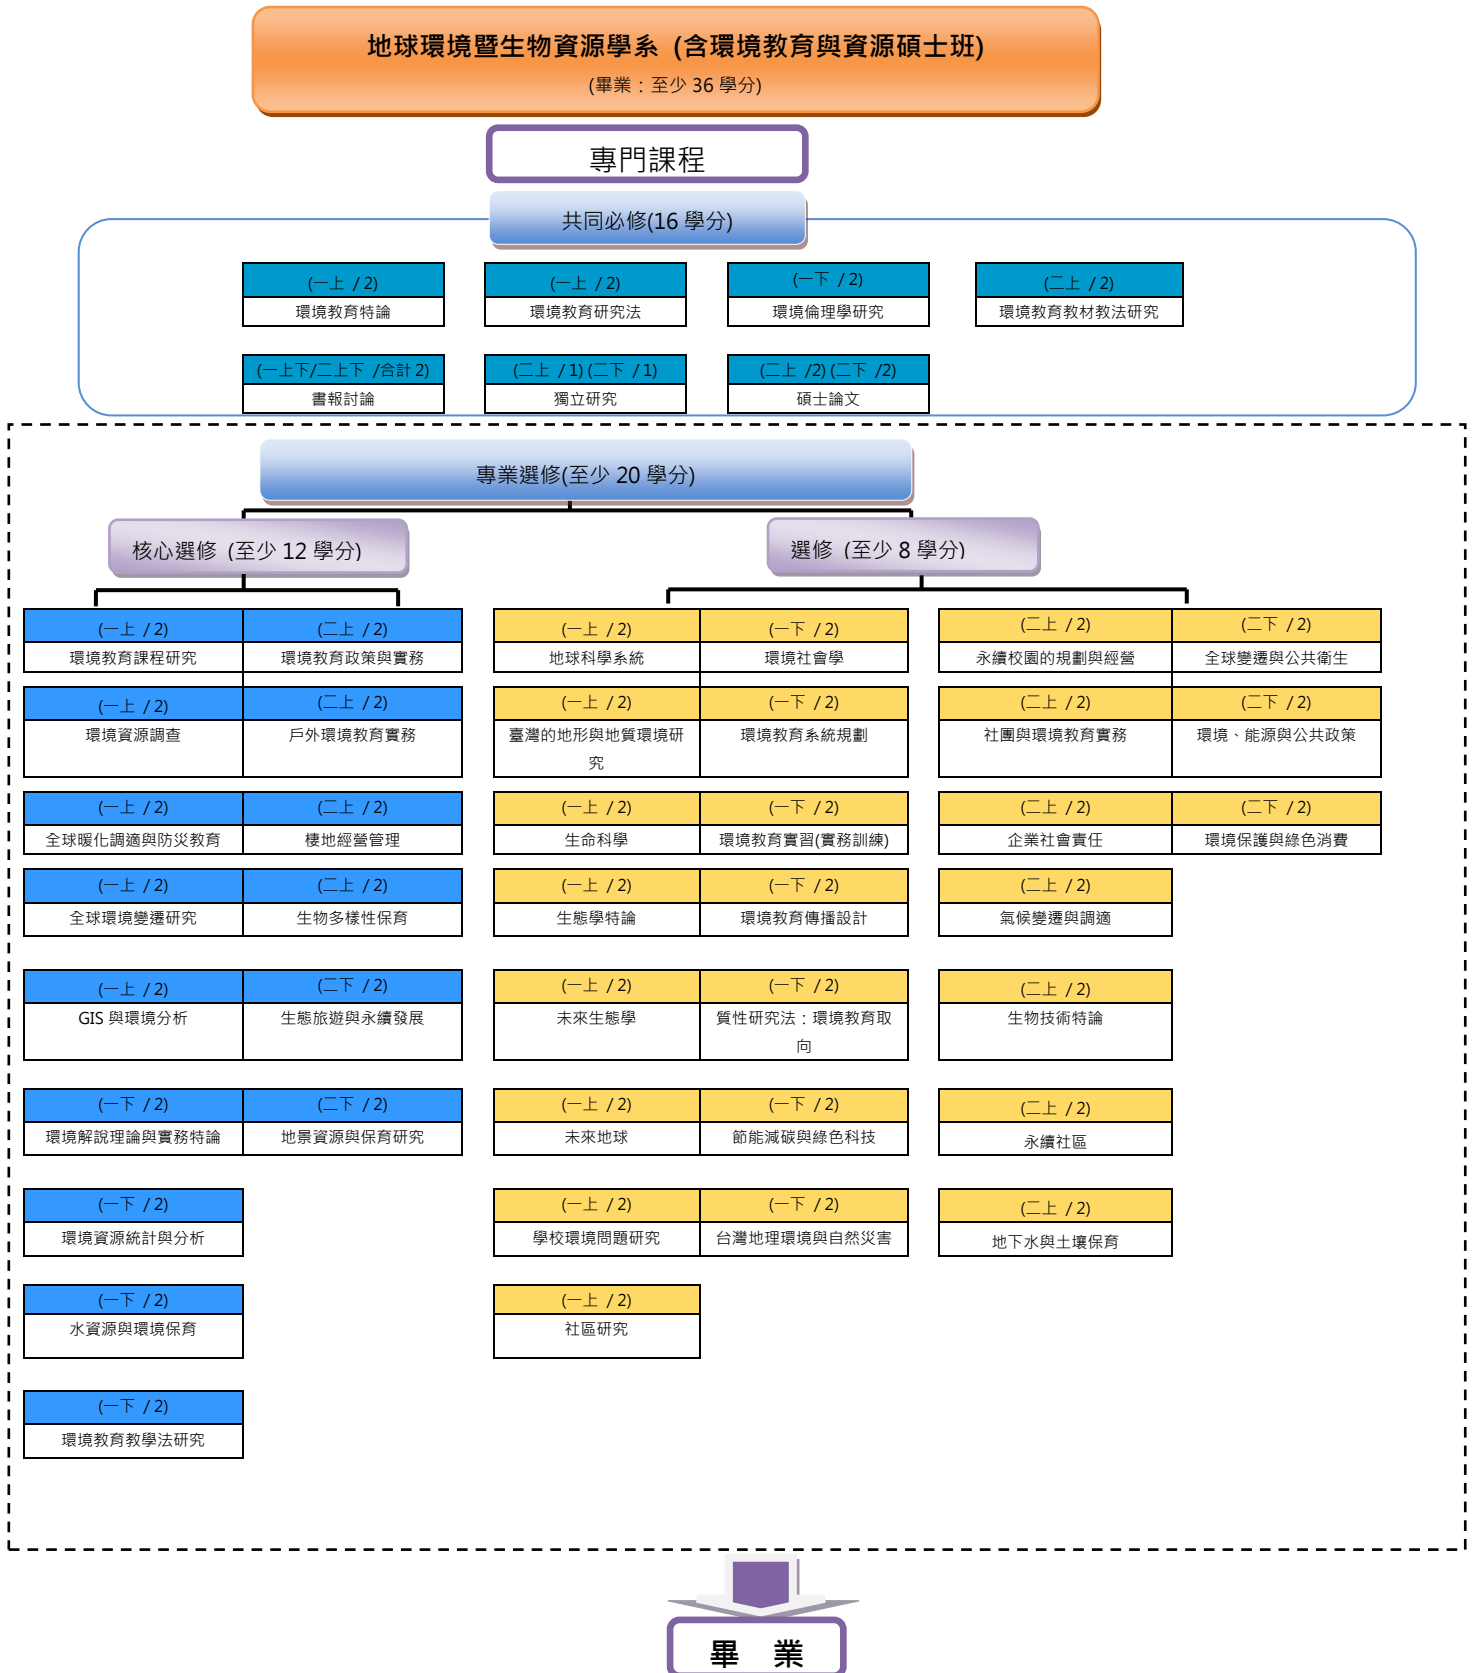 地球環境暨生物資源學系 (含環境教育與資源碩士班)
(畢業：至少 36 學分)
專門課程
共同必修(16 學分)
(一上 / 2)
環境教育特論
(一上 / 2)
環境教育研究法
(一下 / 2)
環境倫理學研究
(二上 / 2)
環境教育教材教法研究
(一上下/二上下 /合計 2)
書報討論
(二上 / 1) (二下 / 1)
獨立研究
(二上 /2) (二下 /2)
碩士論文
專業選修(至少 20 學分)
核心選修 (至少 12 學分)
選修 (至少 8 學分)
(一上 / 2)
環境教育課程研究
(二上 / 2)
環境教育政策與實務
(一上 / 2)
環境資源調查
(二上 / 2)
戶外環境教育實務
(一上 / 2)
全球暖化調適與防災教育
(二上 / 2)
棲地經營管理
(一上 / 2)
全球環境變遷研究
(二上 / 2)
生物多樣性保育
(一上 / 2)
GIS 與環境分析
(二下 / 2)
生態旅遊與永續發展
(一下 / 2)
環境解說理論與實務特論
(二下 / 2)
地景資源與保育研究
(一下 / 2)
環境資源統計與分析
(一下 / 2)
水資源與環境保育
(一下 / 2)
環境教育教學法研究
(一上 / 2)
地球科學系統
(一下 / 2)
環境社會學
(一上 / 2)
臺灣的地形與地質環境研
究
(一下 / 2)
環境教育系統規劃
(一上 / 2)
生命科學
(一下 / 2)
環境教育實習(實務訓練)
(一上 / 2)
生態學特論
(一下 / 2)
環境教育傳播設計
(一上 / 2)
未來生態學
(一下 / 2)
質性研究法：環境教育取
向
(一上 / 2)
未來地球
(一下 / 2)
節能減碳與綠色科技
(一上 / 2)
學校環境問題研究
(一下 / 2)
台灣地理環境與自然災害
(一上 / 2)
社區研究
(二上 / 2)
永續校園的規劃與經營
(二下 / 2)
全球變遷與公共衛生
(二上 / 2)
社團與環境教育實務
(二下 / 2)
環境、能源與公共政策
(二上 / 2)
企業社會責任
(二下 / 2)
環境保護與綠色消費
(二上 / 2)
氣候變遷與調適
(二上 / 2)
生物技術特論
(二上 / 2)
永續社區
(二上 / 2)
地下水與土壤保育
畢 業